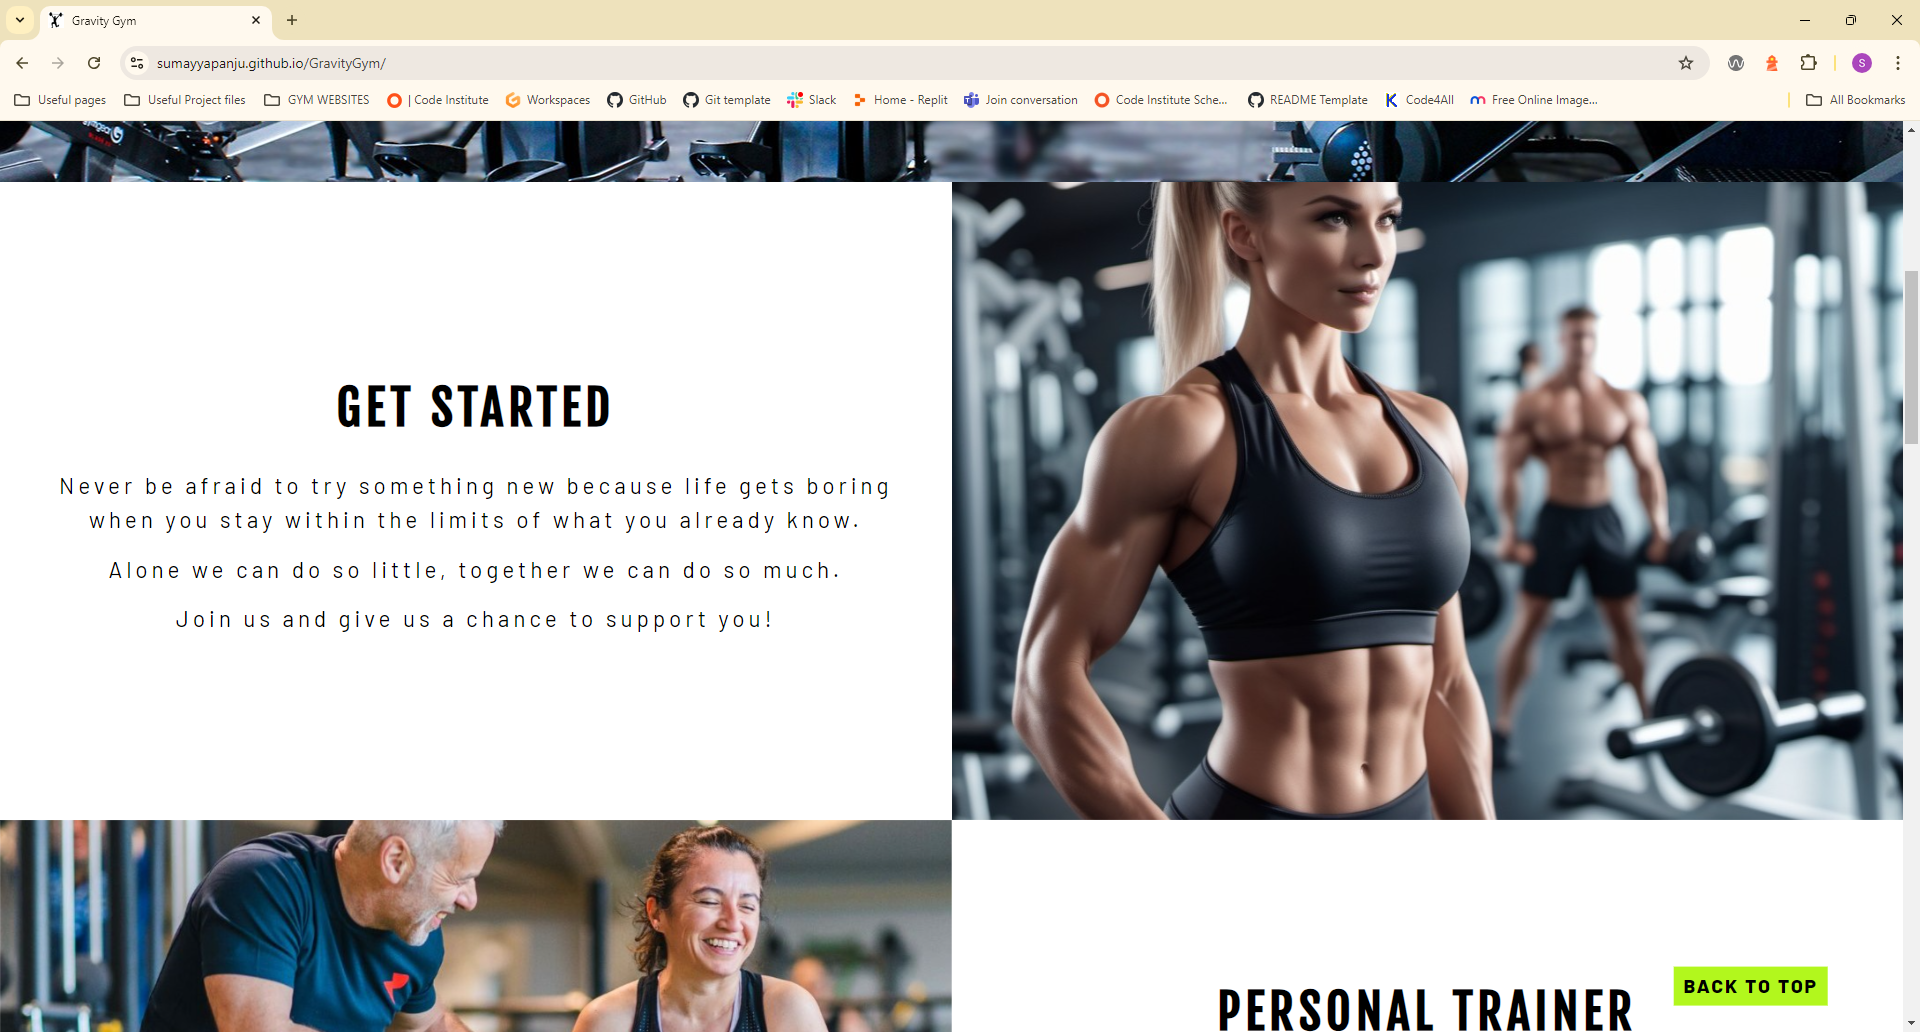 Gravity Gym
sumayyapanju.github.io/GravityGym/
S
Useful pages
Useful Project files
GYM WEBSITES
| Code Institute
Workspaces
GitHub
Git template
Slack
Home - Replit
Join conversation
Code Institute Sche...
README Template
Code4All
Free Online Image...
All Bookmarks
GET STARTED
Never be afraid to try something new because life gets boring
when you stay within the limits of what you already know.
Alone we can do so little, together we can do so much.
Join us and give us a chance to support you!
PERSONAL TRAINER
BACK TO TOP